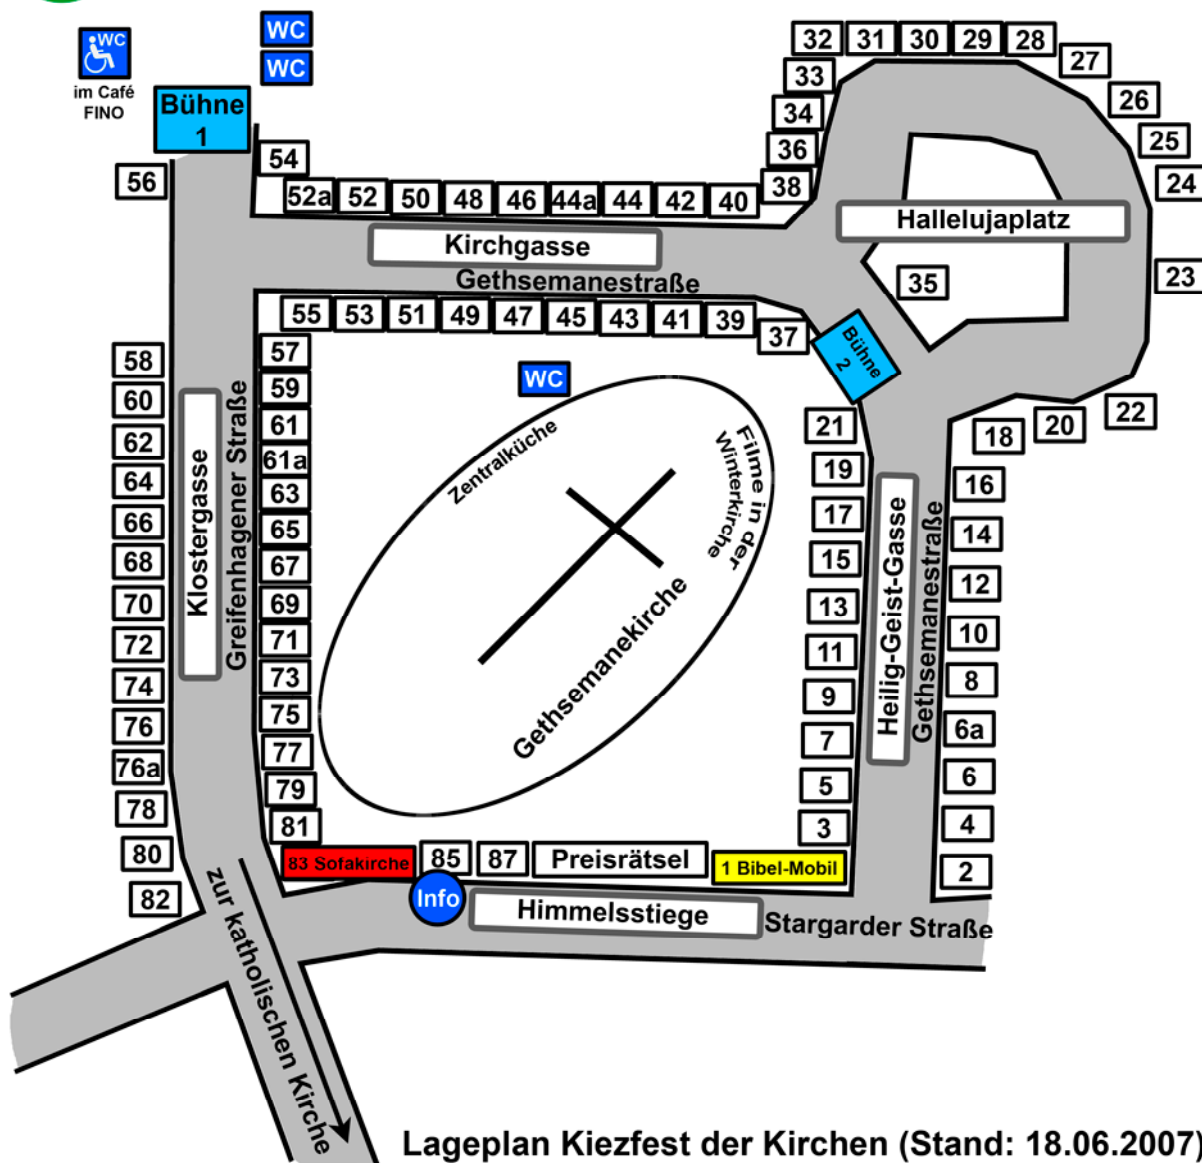 WC
WC
WC
im Café
FINO
Bühne
1
32
31
30
29
28
33
27
34
26
36
25
38
24
54
56
52a
52
50
48
46
44a
44
42
40
Hallelujaplatz
Kirchgasse
Gethsemanestraße
35
23
55
53
51
49
47
45
43
41
39
37
Bühne
2
WC
22
20
18
21
58
60
62
64
66
68
70
72
74
76
76a
78
80
82
Klostergasse
Greifenhagener Straße
57
59
61
61a
63
65
67
69
71
73
75
77
79
81
Zentralküche
Filme in der
Winterkirche
Gethsemanekirche
19
17
15
13
11
9
7
5
3
Heilig-Geist-Gasse
Gethsemanestraße
16
14
12
10
8
6a
6
4
2
83 Sofakirche
85
87
Preisrätsel
1 Bibel-Mobil
Info
Himmelsstiege
Stargarder Straße
zur katholischen Kirche
Lageplan Kiezfest der Kirchen (Stand: 18.06.2007)